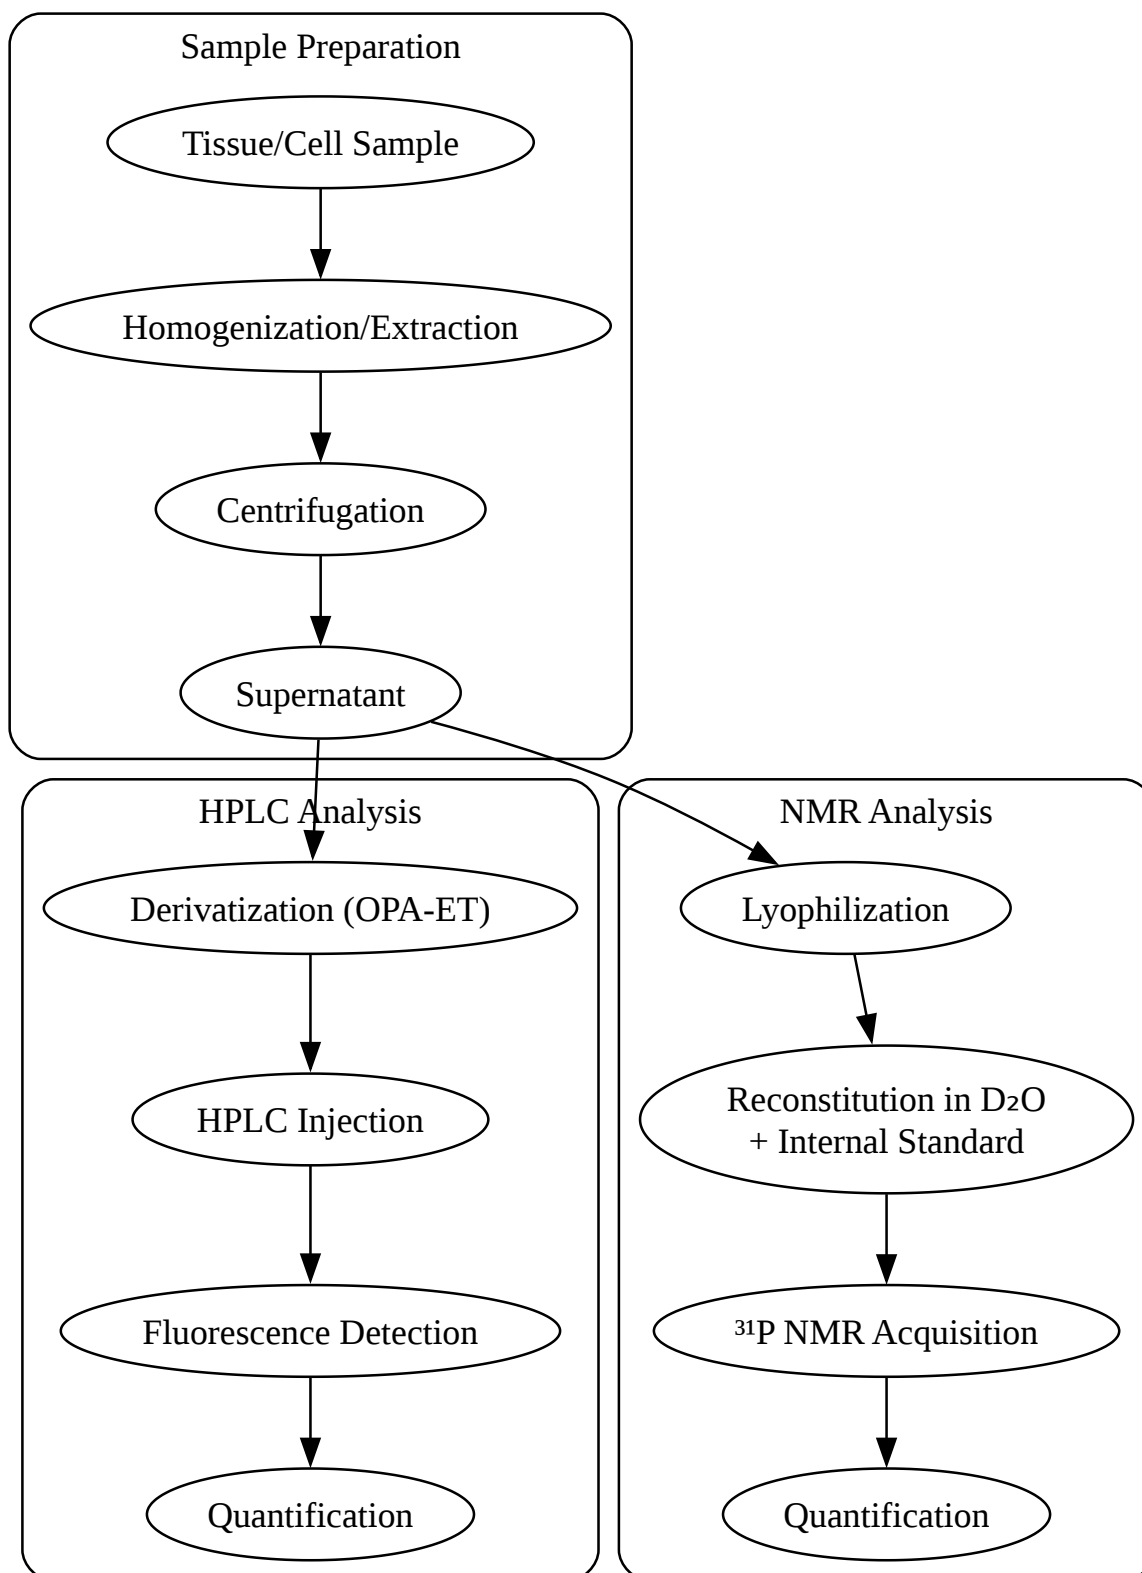 Sample Preparation
Tissue/Cell Sample
Homogenization/Extraction
Centrifugation
Supernatant
HPLC Analysis
Derivatization (OPA-ET)
HPLC Injection
Fluorescence Detection
Quantification
NMR Analysis
Lyophilization
Reconstitution in D₂O
+ Internal Standard
³¹P NMR Acquisition
Quantification